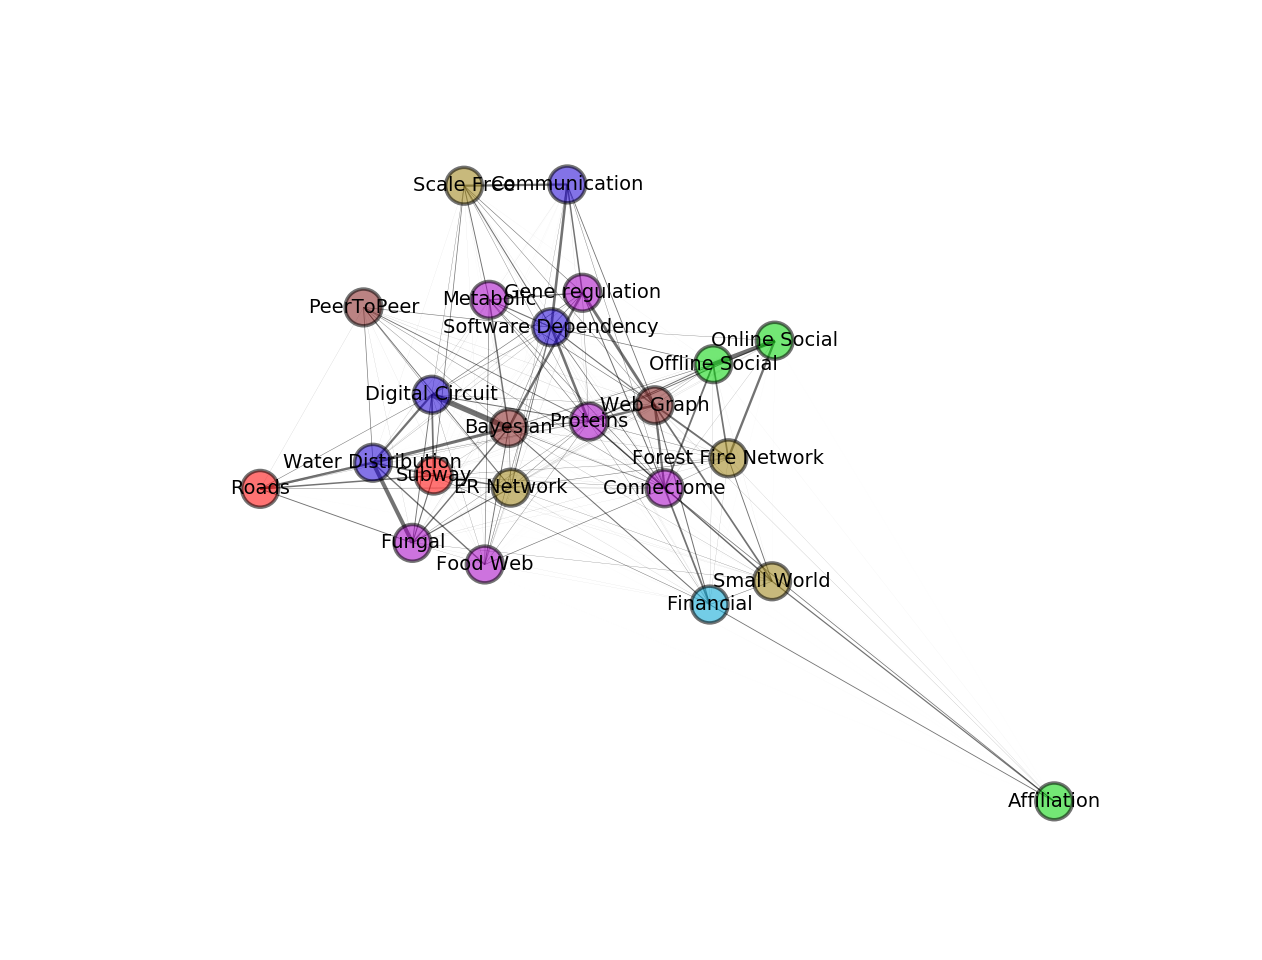 Scale Free
Communication
Metabolic
Gene regulation
PeerToPeer
Software Dependency
Online Social
Offline Social
Digital Circuit
Web Graph
Bayesian
Proteins
Water Distribution
Forest Fire Network
Subway
Roads
ER Network
Connectome
Fungal
Food Web
Small World
Financial
Affiliation